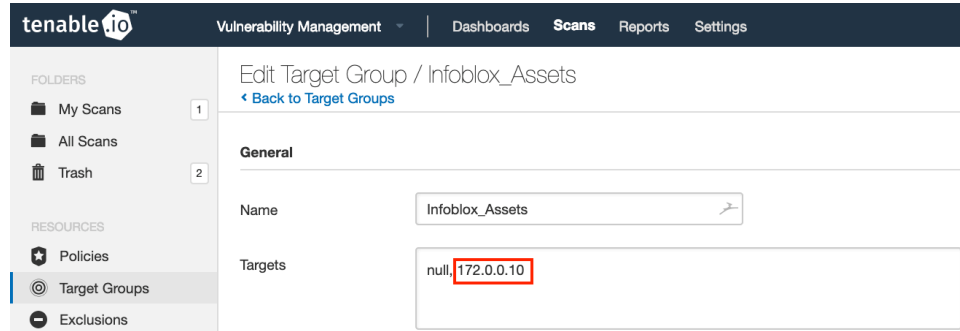 tenable.io™ Vulnerability Management Dashboards Scans Reports Settings
FOLDERS
My Scans 1
All Scans
Trash 2
RESOURCES
Policies
Target Groups
Exclusions
Edit Target Group / Infoblox_Assets
Back to Target Groups
General
Name Infoblox_Assets
Targets null, 172.0.0.10